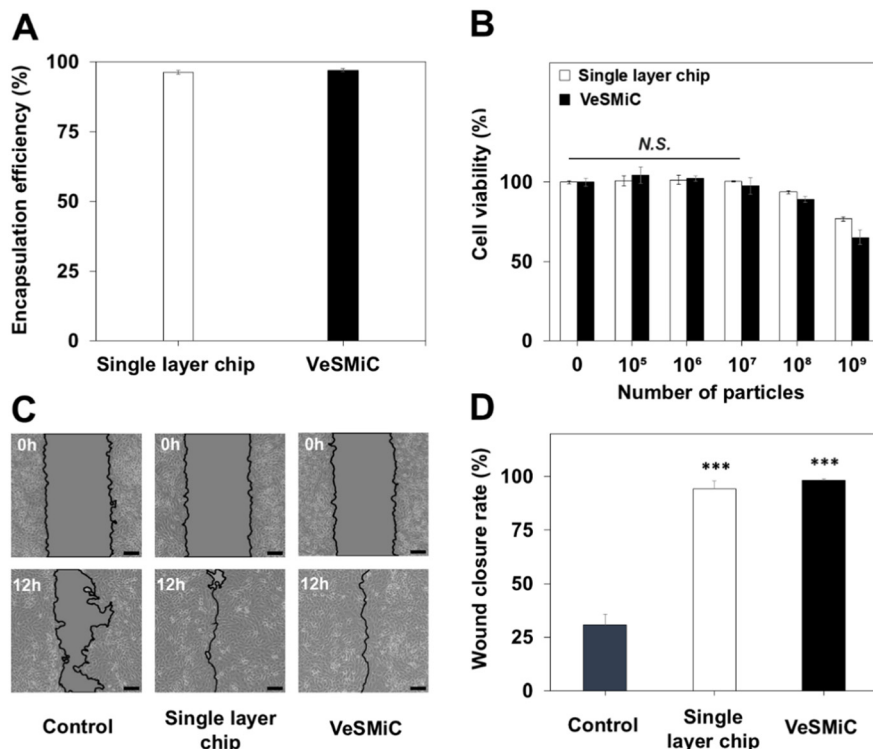 A
Encapsulation efficiency (%)
100
75
50
25
0
Single layer chip
VeSMiC
B
Cell viability (%)
Single layer chip
VeSMiC
N.S.
100
50
0
0
10⁵
10⁶
10⁷
10⁸
10⁹
Number of particles
C
0h
0h
0h
12h
12h
12h
Control
Single layer
chip
VeSMiC
D
Wound closure rate (%)
100
75
50
25
0
***
***
Control
Single
layer chip
VeSMiC